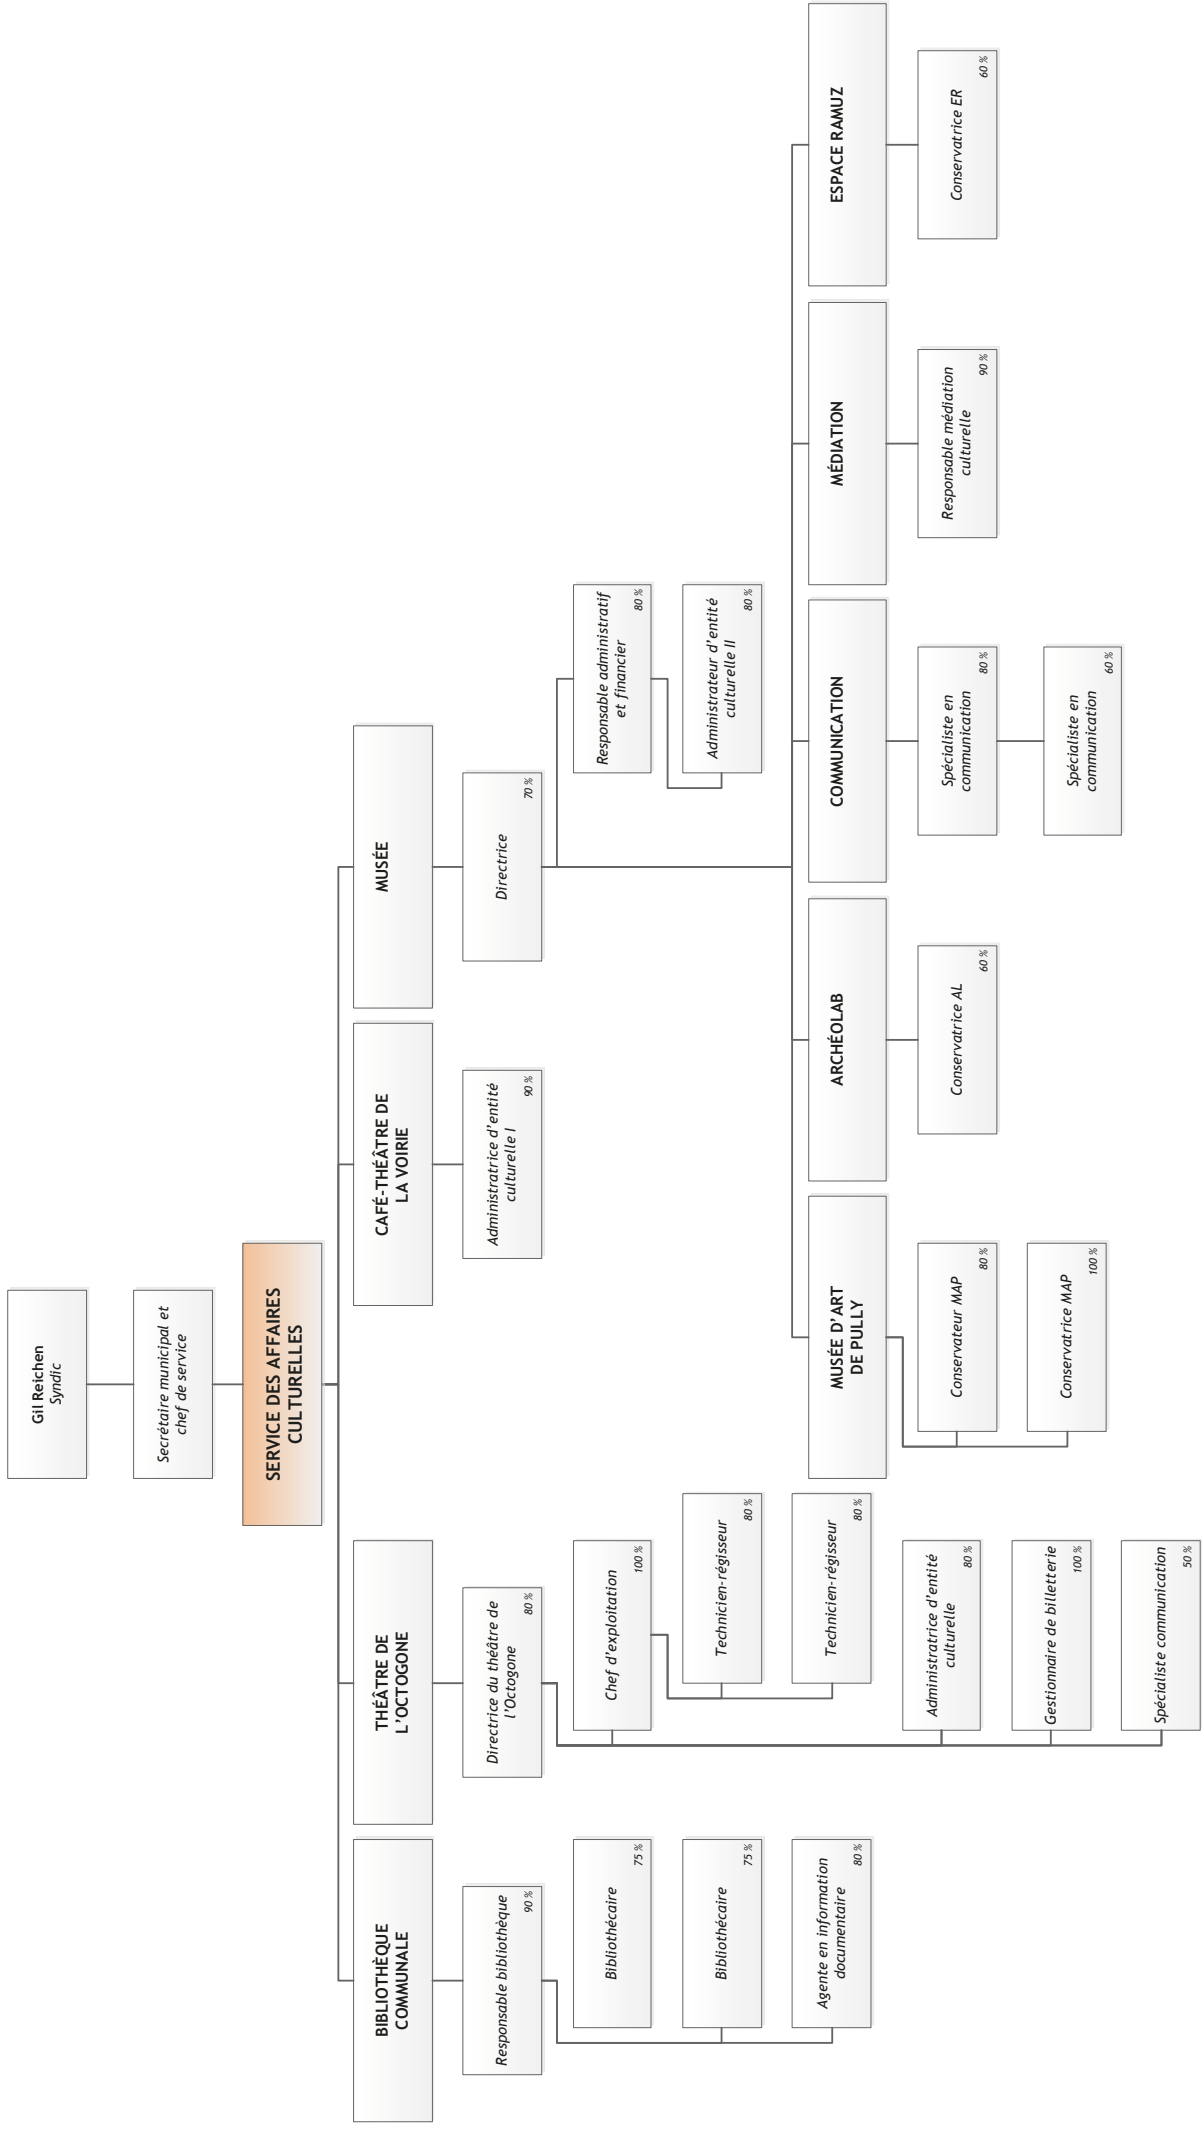 Gil Reichen
Syndic
Secrétaire municipal et
chef de service
SERVICE DES AFFAIRES
CULTURELLES
BIBLIOTHÈQUE
COMMUNALE
Responsable bibliothèque
90 %
Bibliothécaire
75 %
Bibliothécaire
75 %
Agente en information
documentaire
80 %
THÉÂTRE DE
L’OCTOGONE
Directrice du théâtre de
l’Octogone
80 %
Chef d’exploitation
100 %
Technicien-régisseur
80 %
Technicien-régisseur
80 %
Administratrice d’entité
culturelle
80 %
Gestionnaire de billetterie
100 %
Spécialiste communication
50 %
CAFÉ-THÉÂTRE DE
LA VOIRIE
Administratrice d’entité
culturelle I
90 %
MUSÉE
Directrice
70 %
Responsable administratif
et financier
80 %
Administrateur d’entité
culturelle II
80 %
MUSÉE D’ART
DE PULLY
Conservateur MAP
80 %
Conservatrice MAP
100 %
ARCHÉOLAB
Conservatrice AL
60 %
COMMUNICATION
Spécialiste en
communication
80 %
Spécialiste en
communication
60 %
MÉDIATION
Responsable médiation
culturelle
90 %
ESPACE RAMUZ
Conservatrice ER
60 %